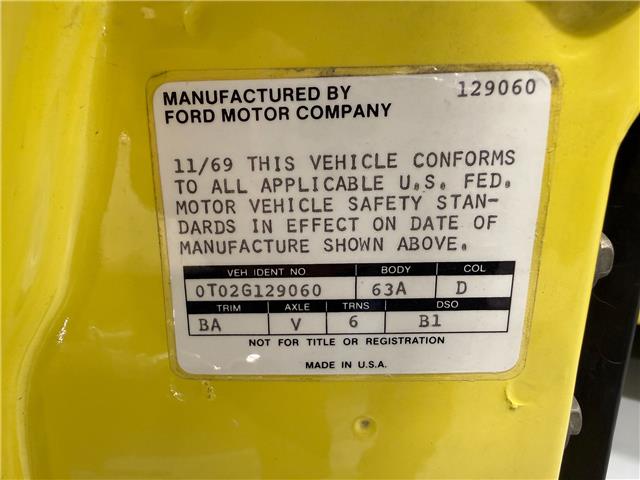 MANUFACTURED BY 129060
FORD MOTOR COMPANY
11/69 THIS VEHICLE CONFORMS
TO ALL APPLICABLE U.S. FED.
MOTOR VEHICLE SAFETY STAN-
DARDS IN EFFECT ON DATE OF
MANUFACTURE SHOWN ABOVE.
VEH IDENT NO BODY COL
0T02G129060 63A D
TRIM AXLE TRNS DSO
BA V 6 B1
NOT FOR TITLE OR REGISTRATION
MADE IN U.S.A.